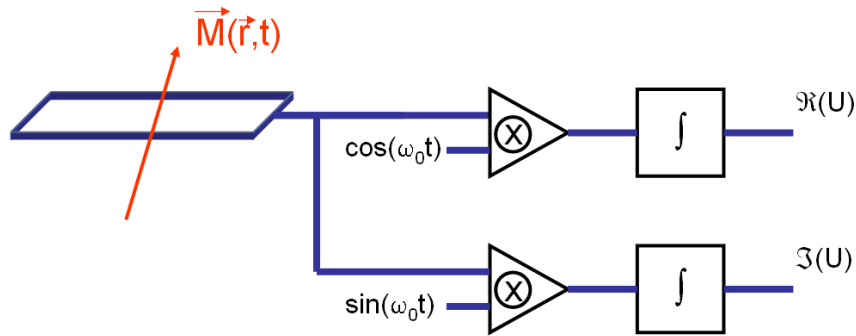 M(r,t)
X
∫
ℜ(U)
cos(ω₀t)
X
∫
ℑ(U)
sin(ω₀t)